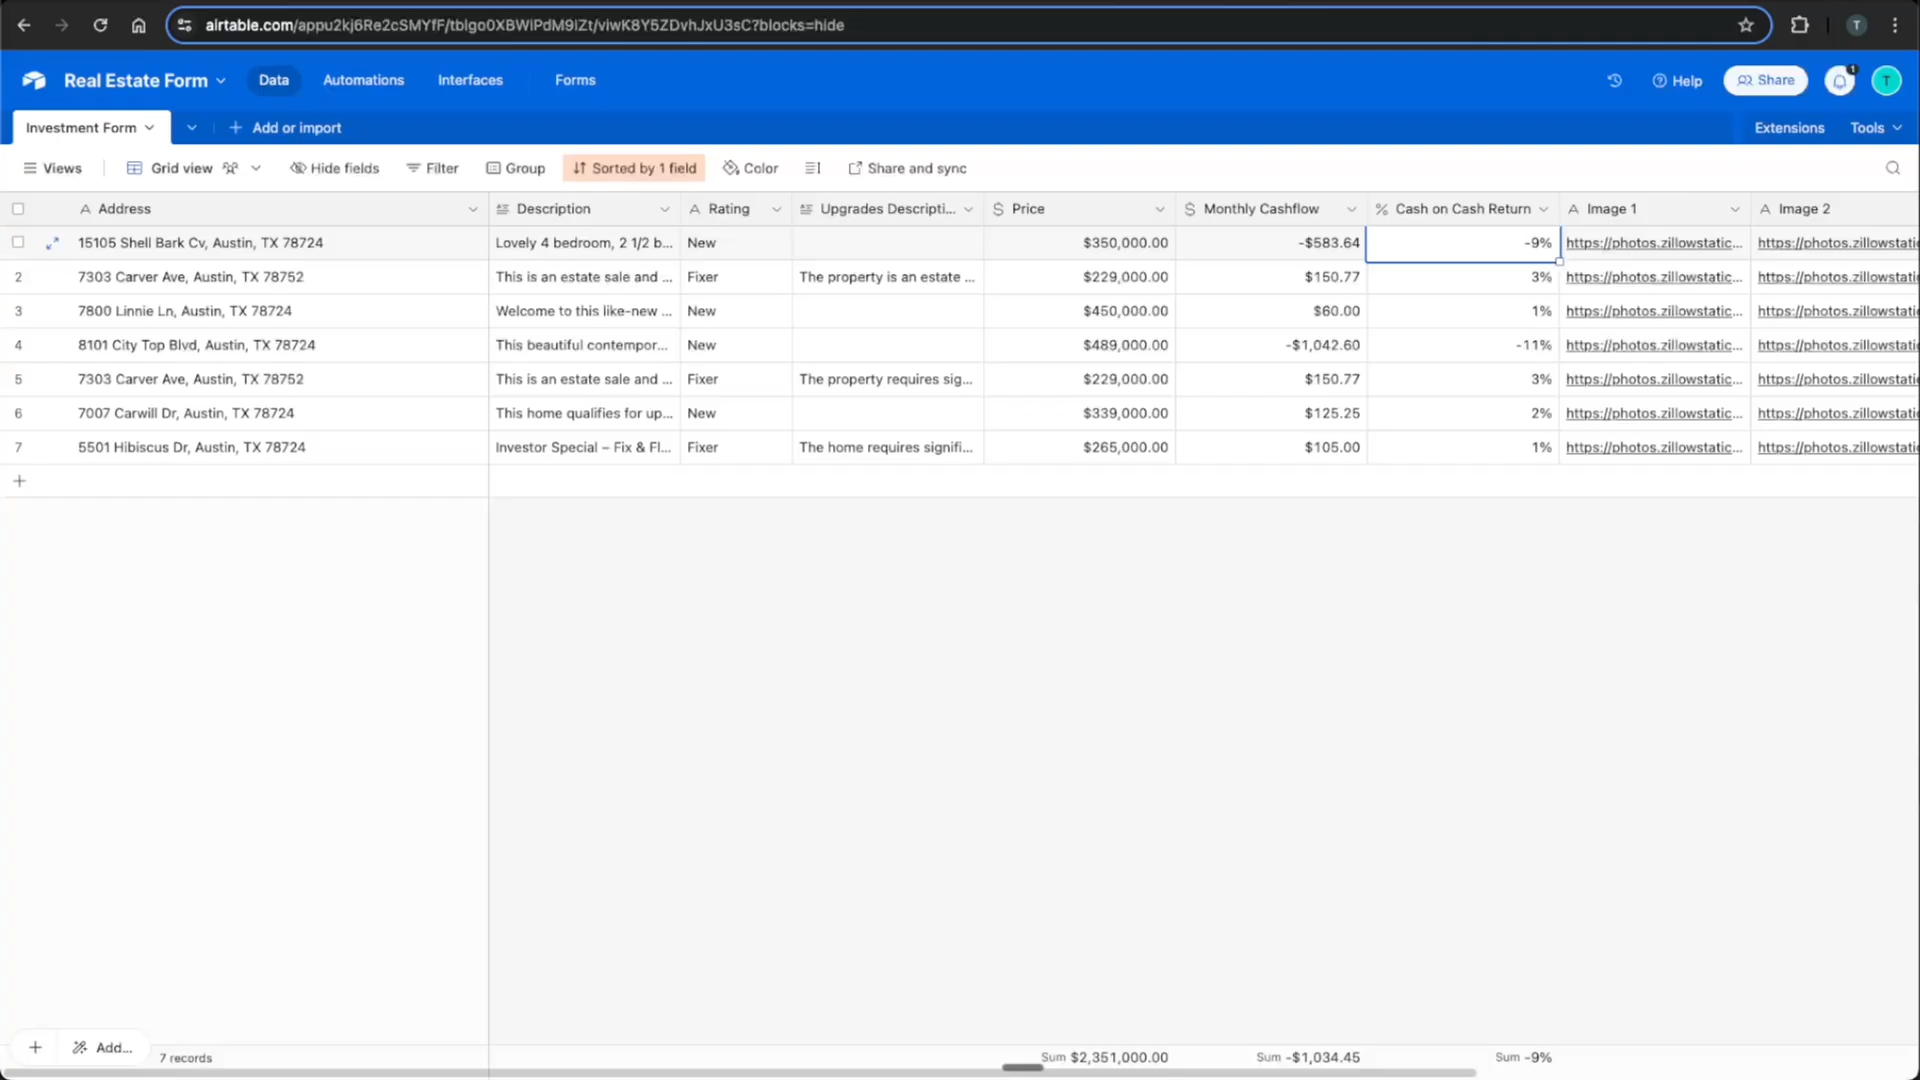 airtable.com/appu2kj6Re2cSMYfF/tblgo0XBWlPdM9iZt/viwK8Y5ZDvhJxU3sC?blocks=hide T
Real Estate Form Data Automations Interfaces Forms Help Share 1 T
Investment Form Add or import Extensions Tools
Views Grid view Hide fields Filter Group Sorted by 1 field Color Share and sync
Address Description Rating Upgrades Descripti... Price Monthly Cashflow Cash on Cash Return Image 1 Image 2
15105 Shell Bark Cv, Austin, TX 78724 Lovely 4 bedroom, 2 1/2 b... New $350,000.00 -$583.64 -9% https://photos.zillowstatic... https://photos.zillowstati
2 7303 Carver Ave, Austin, TX 78752 This is an estate sale and ... Fixer The property is an estate ... $229,000.00 $150.77 3% https://photos.zillowstatic... https://photos.zillowstati
3 7800 Linnie Ln, Austin, TX 78724 Welcome to this like-new ... New $450,000.00 $60.00 1% https://photos.zillowstatic... https://photos.zillowstati
4 8101 City Top Blvd, Austin, TX 78724 This beautiful contempor... New $489,000.00 -$1,042.60 -11% https://photos.zillowstatic... https://photos.zillowstati
5 7303 Carver Ave, Austin, TX 78752 This is an estate sale and ... Fixer The property requires sig... $229,000.00 $150.77 3% https://photos.zillowstatic... https://photos.zillowstati
6 7007 Carwill Dr, Austin, TX 78724 This home qualifies for up... New $339,000.00 $125.25 2% https://photos.zillowstatic... https://photos.zillowstati
7 5501 Hibiscus Dr, Austin, TX 78724 Investor Special – Fix & Fl... Fixer The home requires signifi... $265,000.00 $105.00 1% https://photos.zillowstatic... https://photos.zillowstati
Add... 7 records Sum $2,351,000.00 Sum -$1,034.45 Sum -9%